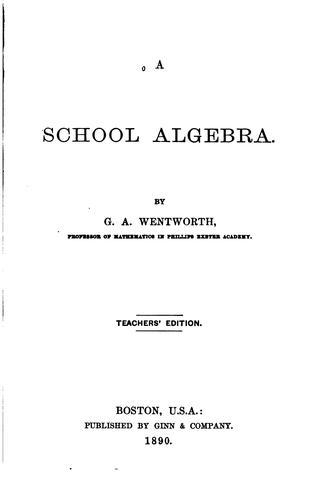 A
SCHOOL ALGEBRA.
BY
G. A. WENTWORTH,
PROFESSOR OF MATHEMATICS IN PHILLIPS EXETER ACADEMY.
TEACHERS' EDITION.
BOSTON, U.S.A.:
PUBLISHED BY GINN & COMPANY.
1890.